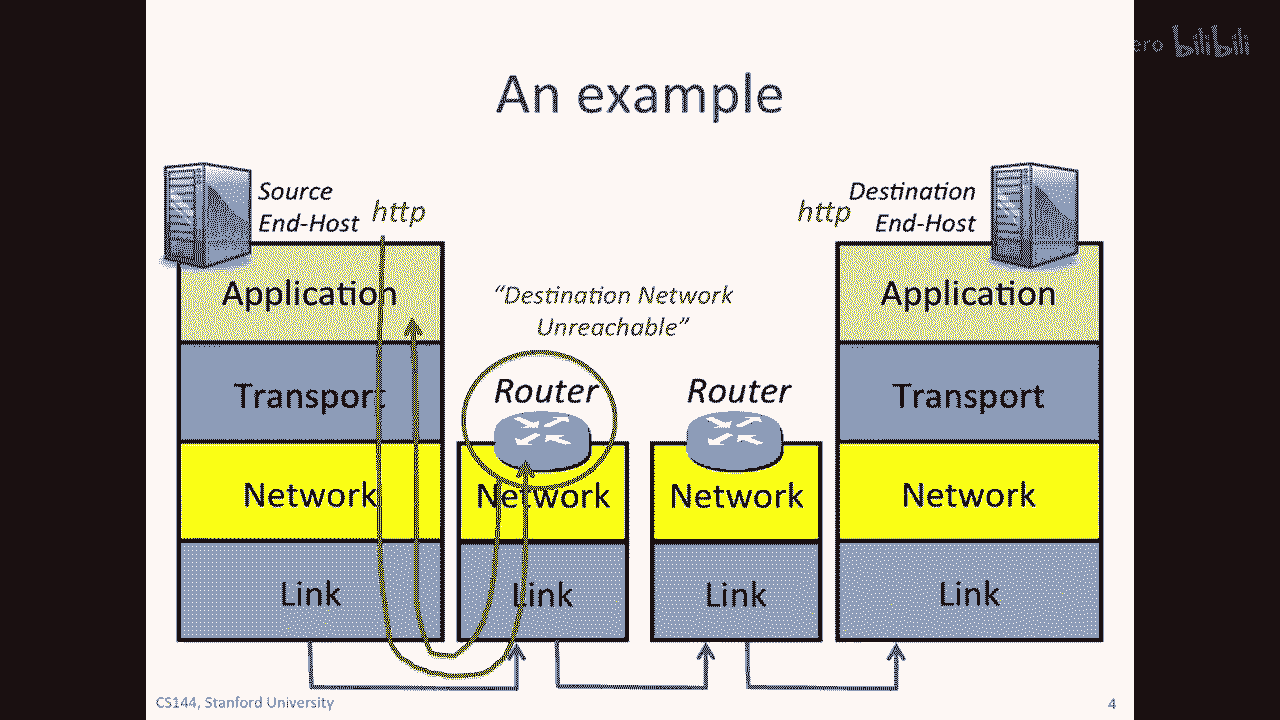 ero bilibili
An example
Source
End-Host
http
http
Destination
End-Host
Application
Transport
Network
Link
"Destination Network
Unreachable"
Router
Network
Link
Router
Network
Link
Application
Transport
Network
Link
CS144, Stanford University
4